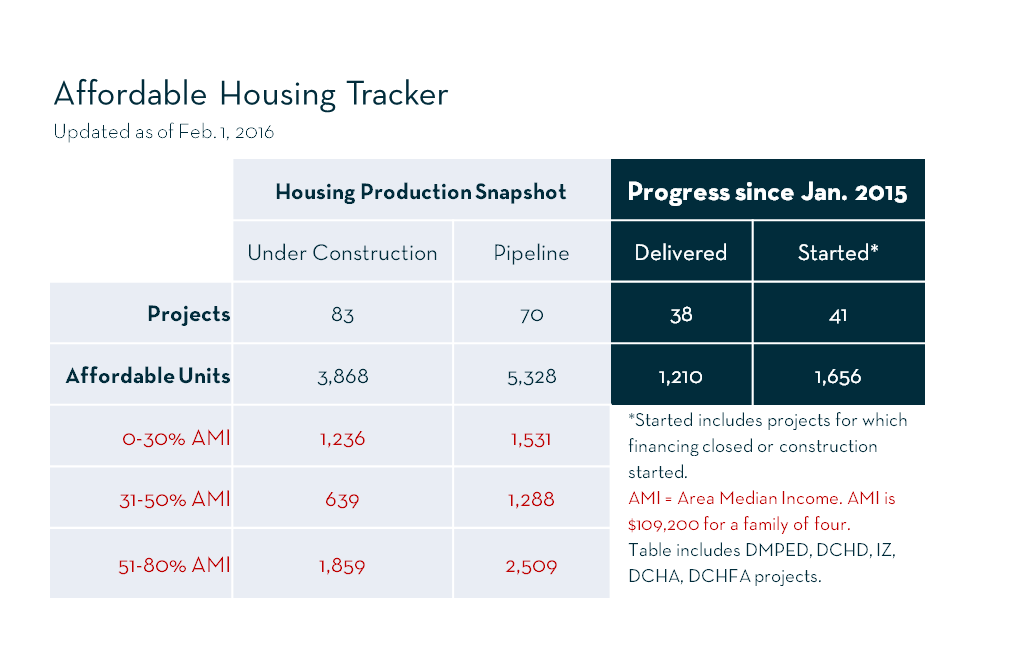 Affordable Housing Tracker
Updated as of Feb. 1, 2016
Housing Production Snapshot Progress since Jan. 2015
Under Construction Pipeline Delivered Started*
Projects 83 70 38 41
Affordable Units 3,868 5,328 1,210 1,656
0-30% AMI 1,236 1,531
31-50% AMI 639 1,288
51-80% AMI 1,859 2,509
*Started includes projects for which
financing closed or construction
started.
AMI = Area Median Income. AMI is
$109,200 for a family of four.
Table includes DMPED, DCHD, IZ,
DCHA, DCHFA projects.